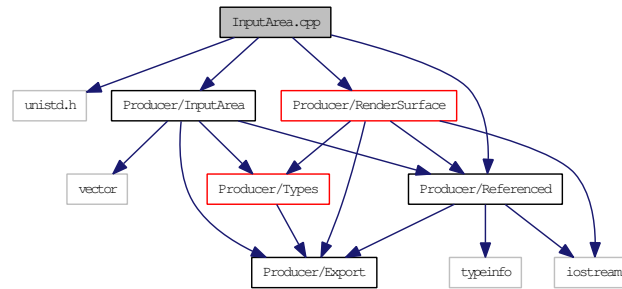 InputArea.cpp
unistd.h
Producer/InputArea
Producer/RenderSurface
vector
Producer/Types
Producer/Referenced
Producer/Export
typeinfo
iostream